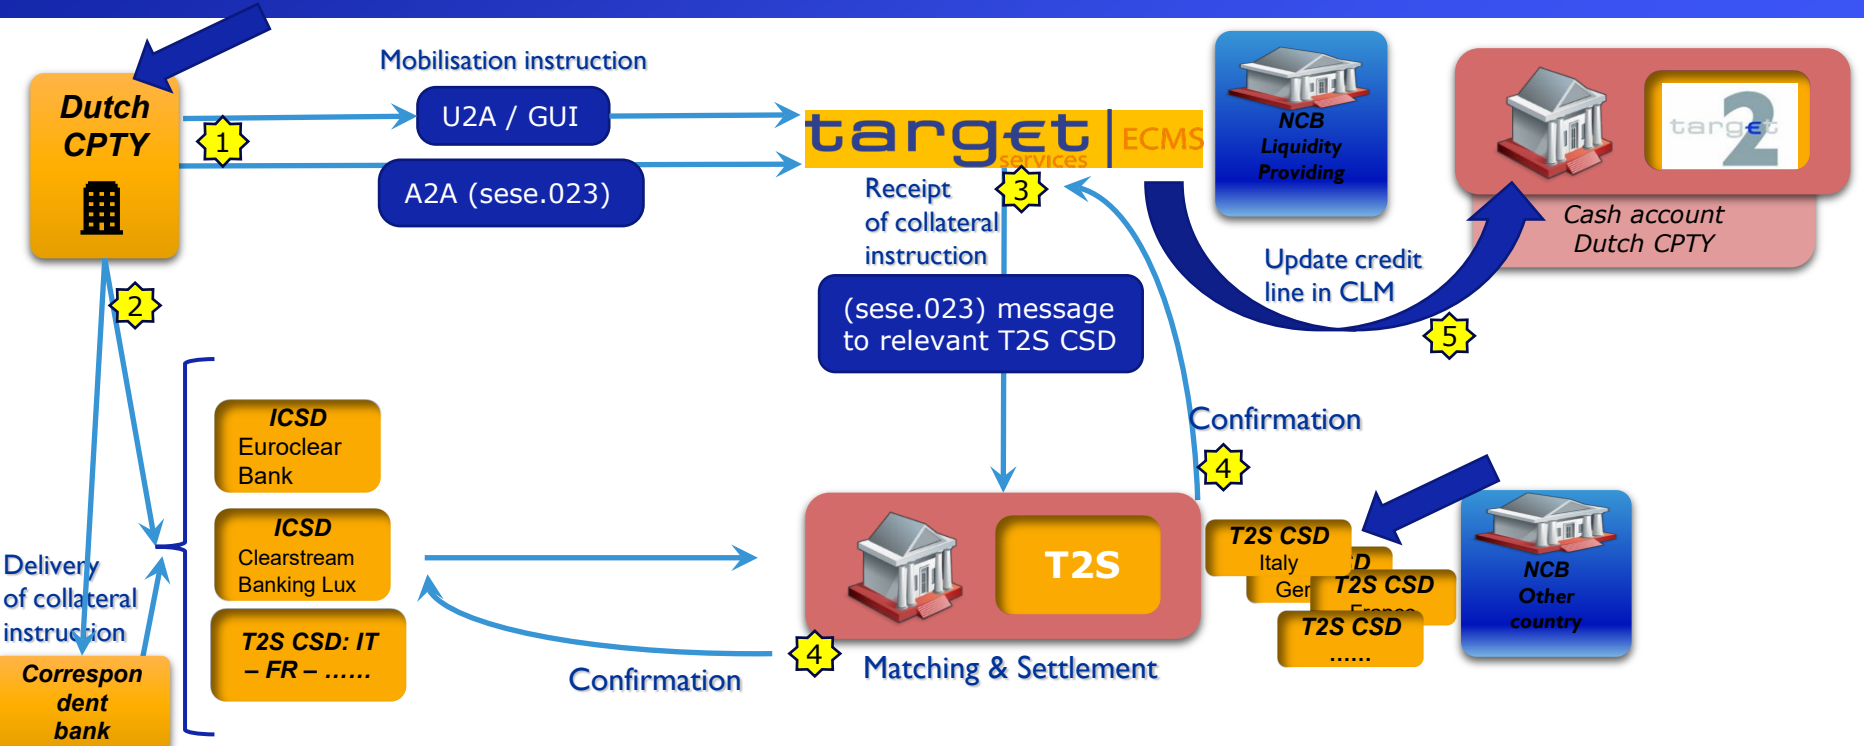 Mobilisation instruction
Dutch
CPTY
1
U2A / GUI
A2A (sese.023)
target
services
ECMS
NCB
Liquidity
Providing
target
2
Cash account
Dutch CPTY
3
Receipt
of collateral
instruction
(sese.023) message
to relevant T2S CSD
Update credit
line in CLM
5
2
ICSD
Euroclear
Bank
ICSD
Clearstream
Banking Lux
T2S CSD: IT
– FR – ......
Delivery
of collateral
instruction
Correspon
dent
bank
Confirmation
4
T2S
4
Matching & Settlement
Confirmation
T2S CSD
Italy
SD
Ger
T2S CSD
France
T2S CSD
......
NCB
Other
country